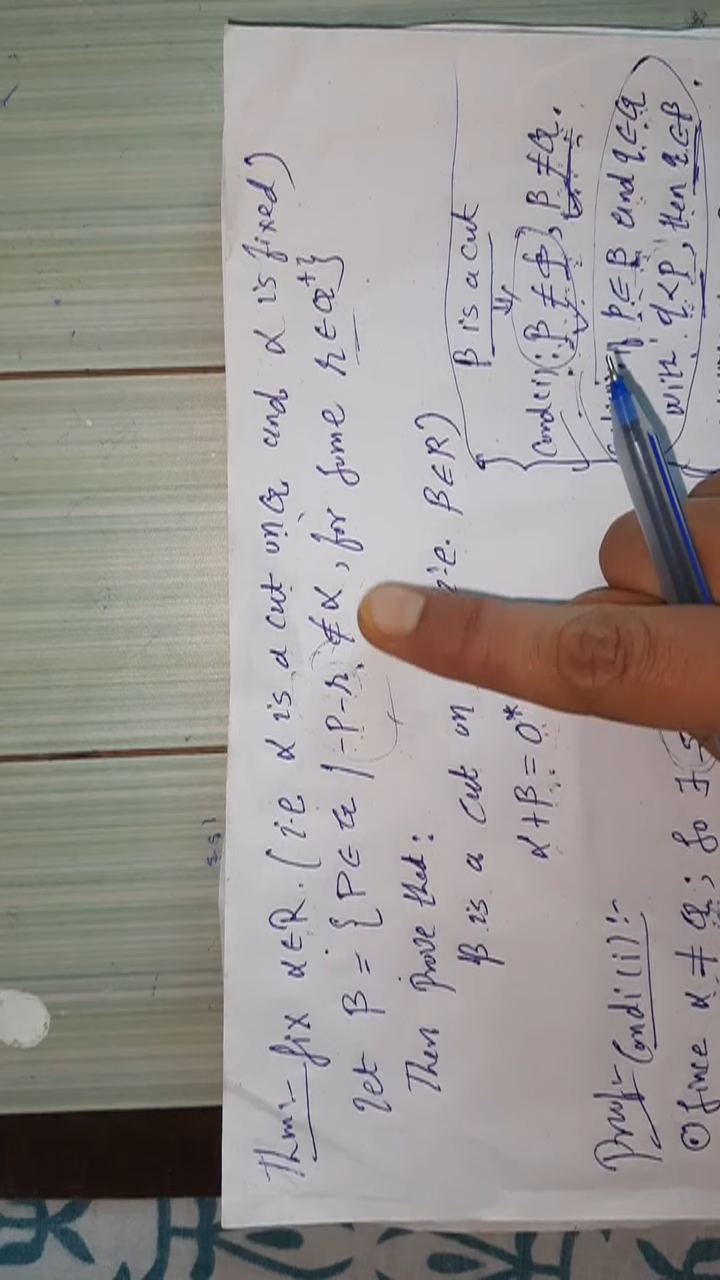 Thm:- fix α∈R. (i.e α is a cut on Q and α is fixed)
let β = { P∈Q | -P-r ∉ α, for some r∈Q⁺}
Then prove that:
β is a cut on i.e. β∈R)
α+β = 0*
β is a cut
Condi(i): β ≠ φ, β ≠ Q.
p∈β and q∈Q
with q<p, then q∈β.
Proof:- Condi(i):-
⊙ Since α ≠ Q; so ∃